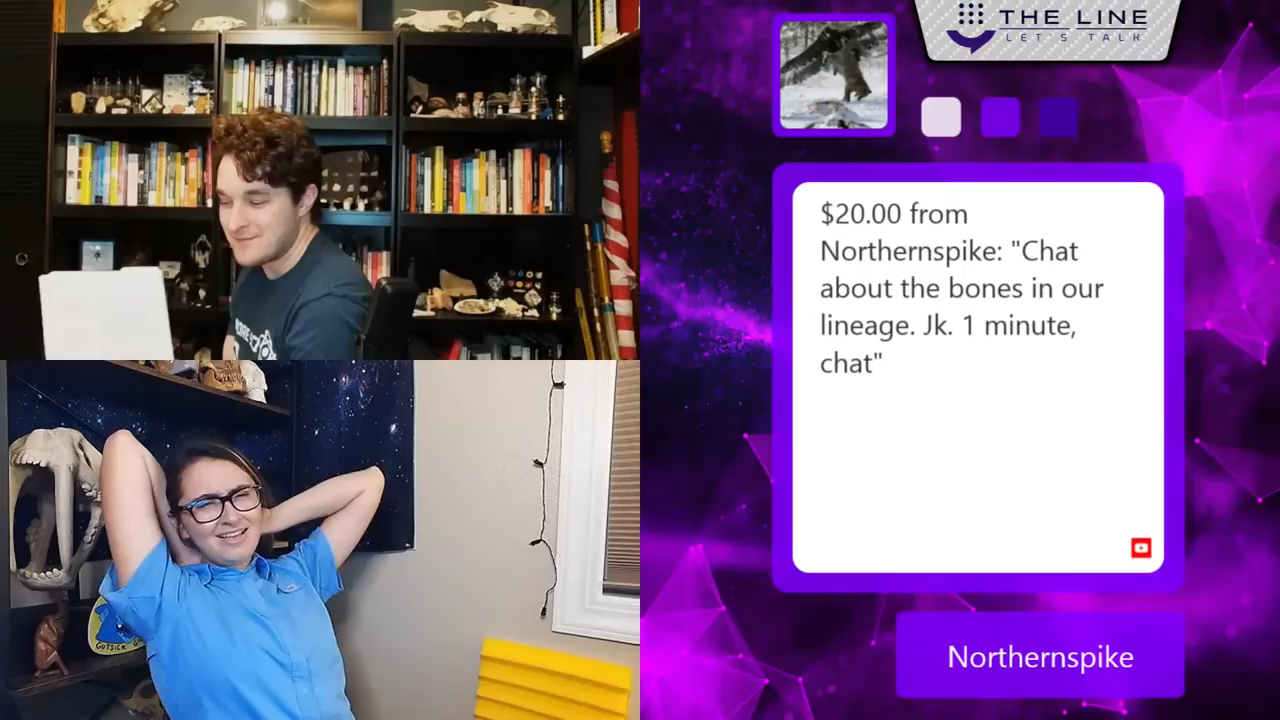 THE LINE
LET'S TALK
$20.00 from
Northernspike: "Chat
about the bones in our
lineage. Jk. 1 minute,
chat"
GUTSICK
Northernspike